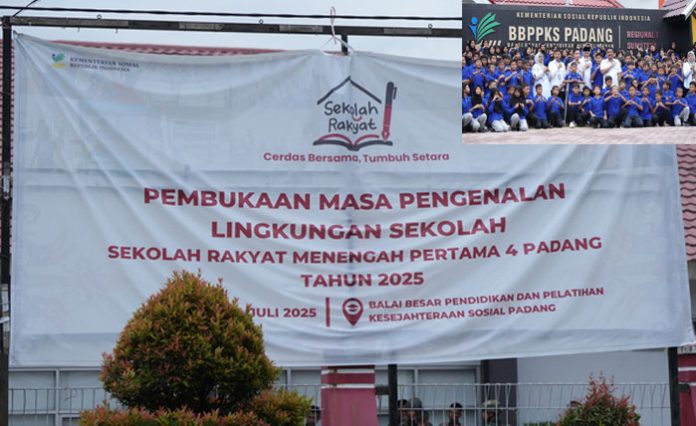 KEMENTERIAN SOSIAL REPUBLIK INDONESIA
BBPPKS PADANG
REGIONAL I
KEMENTERIAN SOSIAL
REPUBLIK INDONESIA
Sekolah
Rakyat
Cerdas Bersama, Tumbuh Setara
PEMBUKAAN MASA PENGENALAN
LINGKUNGAN SEKOLAH
SEKOLAH RAKYAT MENENGAH PERTAMA 4 PADANG
TAHUN 2025
JULI 2025
BALAI BESAR PENDIDIKAN DAN PELATIHAN
KESEJAHTERAAN SOSIAL PADANG